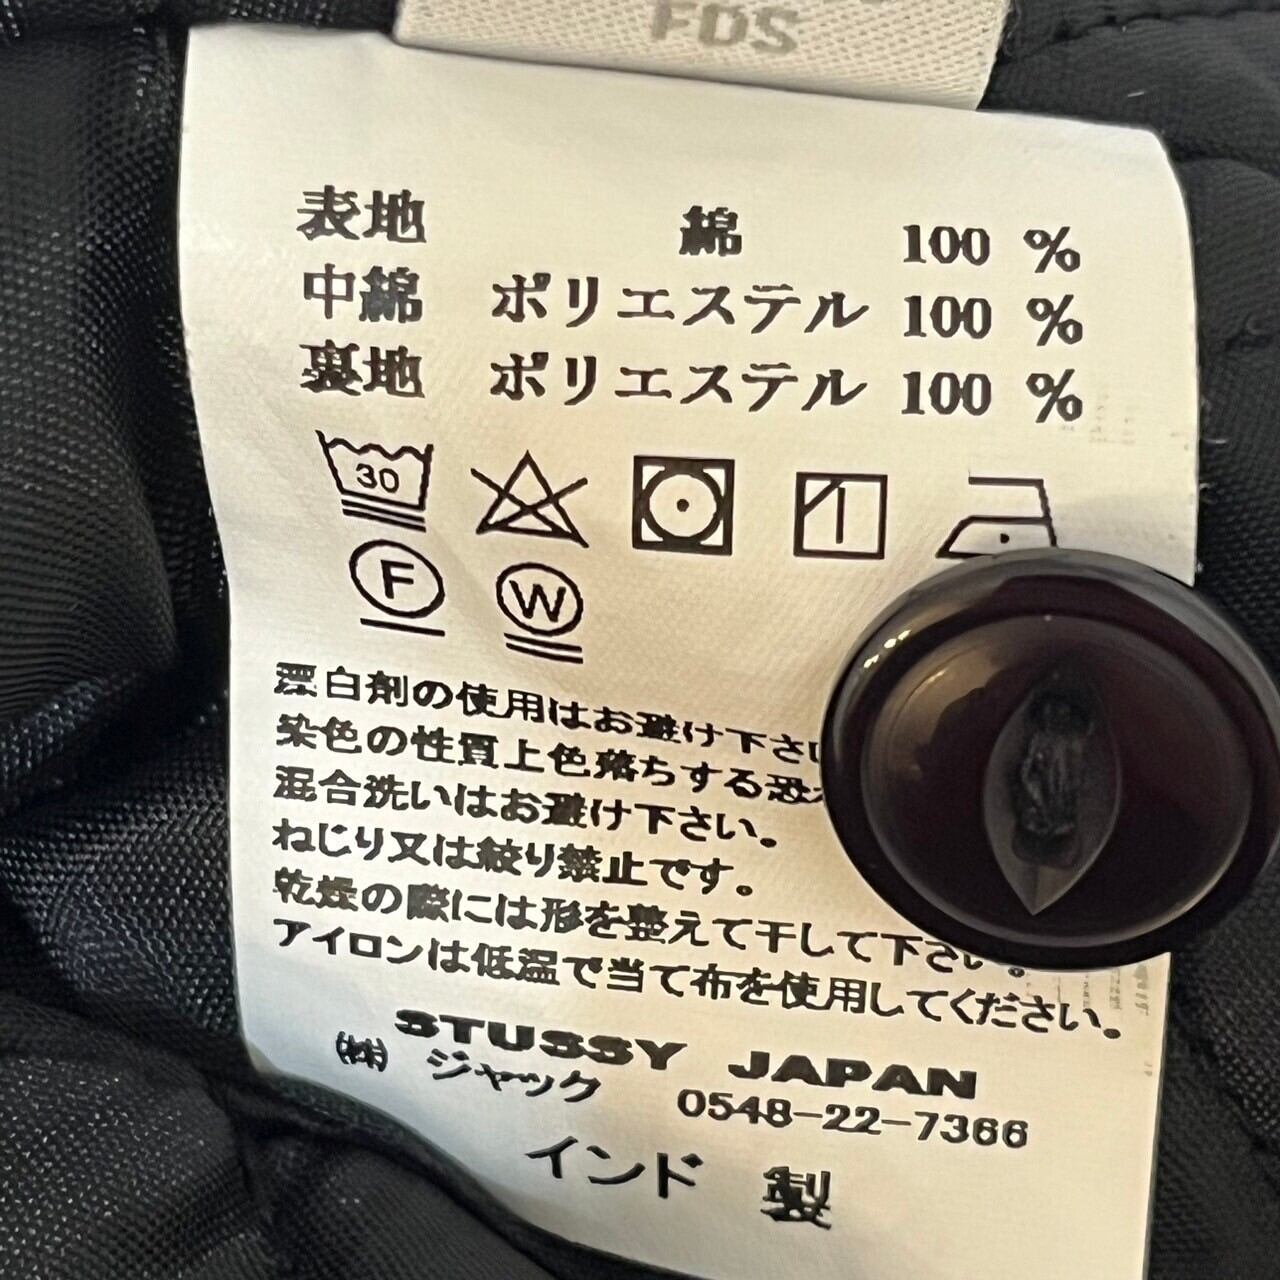 FDS
表地 綿 100 %
中綿 ポリエステル 100 %
裏地 ポリエステル 100 %
30
F W
漂白剤の使用はお避け下さ
染色の性質上色落ちする恐
混合洗いはお避け下さい。
ねじり又は絞り禁止です。
乾燥の際には形を整えて干して下さい。
アイロンは低温で当て布を使用してください。
STUSSY JAPAN
㈱ ジャック 0548-22-7366
インド 製